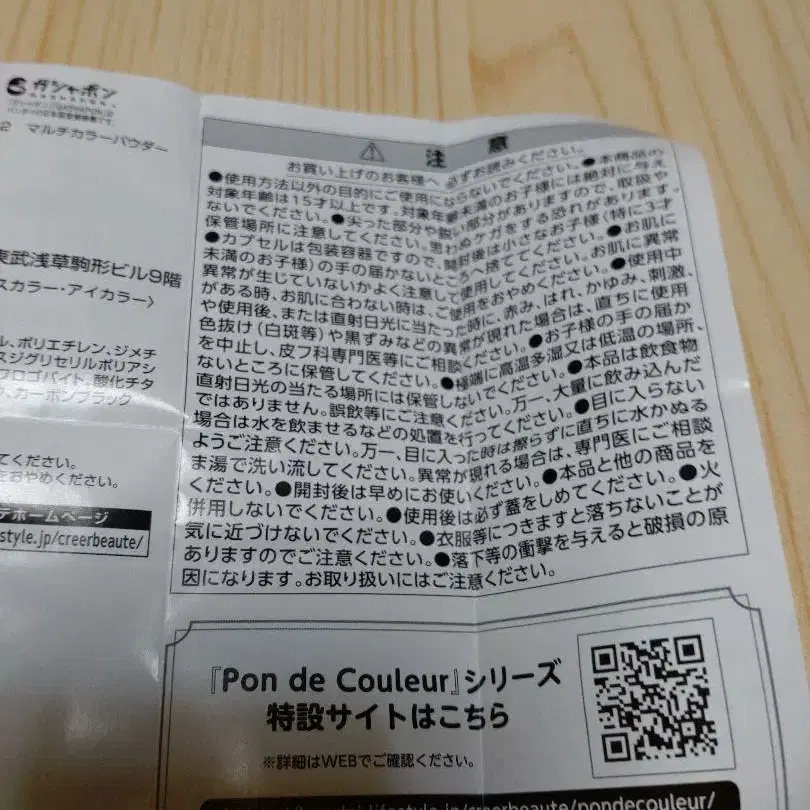 ガシャポン
2 マルチカラーパウダー
東武浅草駒形ビル9階
スカラー・アイカラー〉
ル、ポリエチレン、ジメチ
スジグリセリルポリアシ
フロゴパイト、酸化チタ
カーボンブラック
てください。
おやめください。
デホームページ
style.jp/creerbeaute/
⚠ 注意
お買い上げのお客様へ 必ずお読みください。
●使用方法以外の目的にご使用にならないでください。●本商品の
対象年齢は15才以上です。対象年齢未満のお子様には絶対に与え
ないでください。●尖った部分や鋭い部分がありますので、取扱や
保管場所に注意してください。思わぬケガをする恐れがあります。
●カプセルは包装容器ですので、開封後は小さなお子様(特に3才
未満のお子様)の手の届かないところへ捨ててください。●お肌に
異常が生じていないかよく注意して使用してください。お肌に異常
がある時、お肌に合わない時は、ご使用をおやめください。●使用中
や使用後、または直射日光に当たった時に、赤み、はれ、かゆみ、刺激、
色抜け(白斑等)や黒ずみなどの異常が現れた場合は、直ちに使用
を中止し、皮フ科専門医等にご相談ください。●お子様の手の届か
ないところに保管してください。●極端に高温多湿又は低温の場所、
直射日光の当たる場所には保管しないでください。●本品は飲食物
ではありません。誤飲等にご注意ください。万一、大量に飲み込んだ
場合は水を飲ませるなどの処置を行ってください。●目に入らない
ようご注意ください。万一、目に入った時は擦らずに直ちに水かぬる
ま湯で洗い流してください。異常が現れる場合は、専門医にご相談
ください。●開封後は早めにお使いください。●本品と他の商品を
併用しないでください。●使用後は必ず蓋をしめてください。●火
気に近づけないでください。●衣服等につきますと落ちないことが
ありますのでご注意ください。●落下等の衝撃を与えると破損の原
因になります。お取り扱いにはご注意ください。
『Pon de Couleur』シリーズ
特設サイトはこちら
※詳細はWEBでご確認ください。
lifestyle.jp/creerbeaute/pondecouleur/